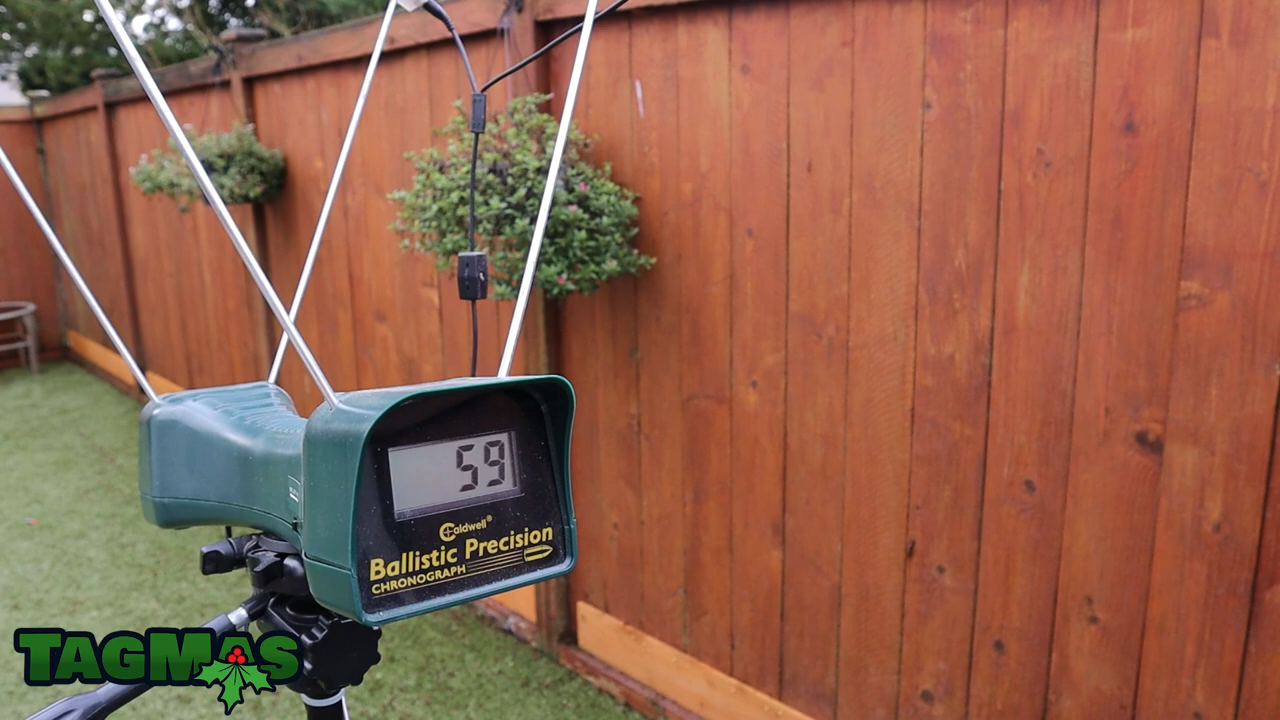 59
Caldwell®
Ballistic Precision
CHRONOGRAPH
TAGMAS